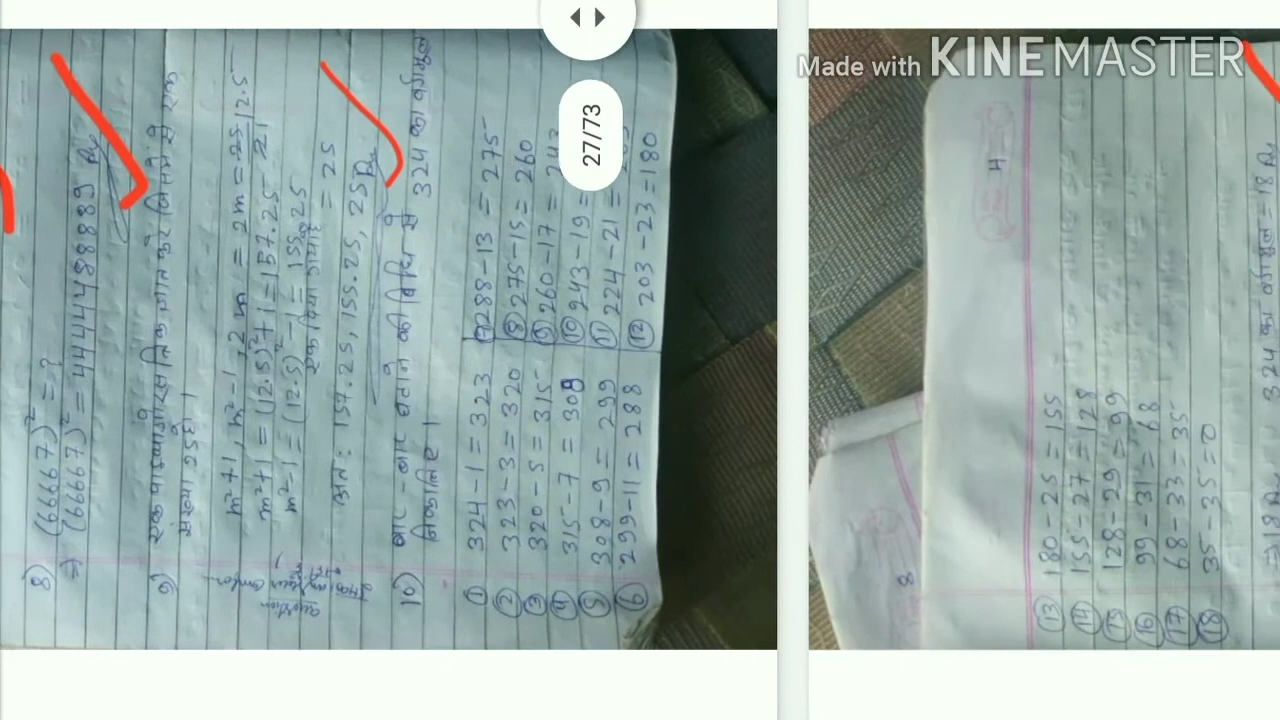 8) (66667)² = ?
⇒ (66667)² = 4444488889 Ans
9) एक पाइथागोरस त्रिक ज्ञात करें जिसमें से एक
संख्या 25 हो।
m²+1, m²-1, 2m = 2m = 25 12.5
2
m²+1 = (12.5)²+1 = 157.25
m²-1 = (12.5)²-1 = 155.25
= 25
अतः 157.25, 155.25, 25 Ans
10) बार-बार घटाने की विधि से 324 का वर्गमूल
निकालिए।
① 324-1 = 323
② 323-3 = 320
③ 320-5 = 315
④ 315-7 = 308
⑤ 308-9 = 299
⑥ 299-11 = 288
288-13 = 275
⑧ 275-15 = 260
⑨ 260-17 = 243
⑩ 243-19 =
⑪ 224-21 =
⑫ 203-23 = 180
27/73
Made with KINEMASTER
⑬ 180-25 = 155
⑭ 155-27 = 128
⑮ 128-29 = 99
⑯ 99-31 = 68
⑰ 68-33 = 35
⑱ 35-35 = 0
⇒ 18 Ans 324 का वर्गमूल = 18 Ans